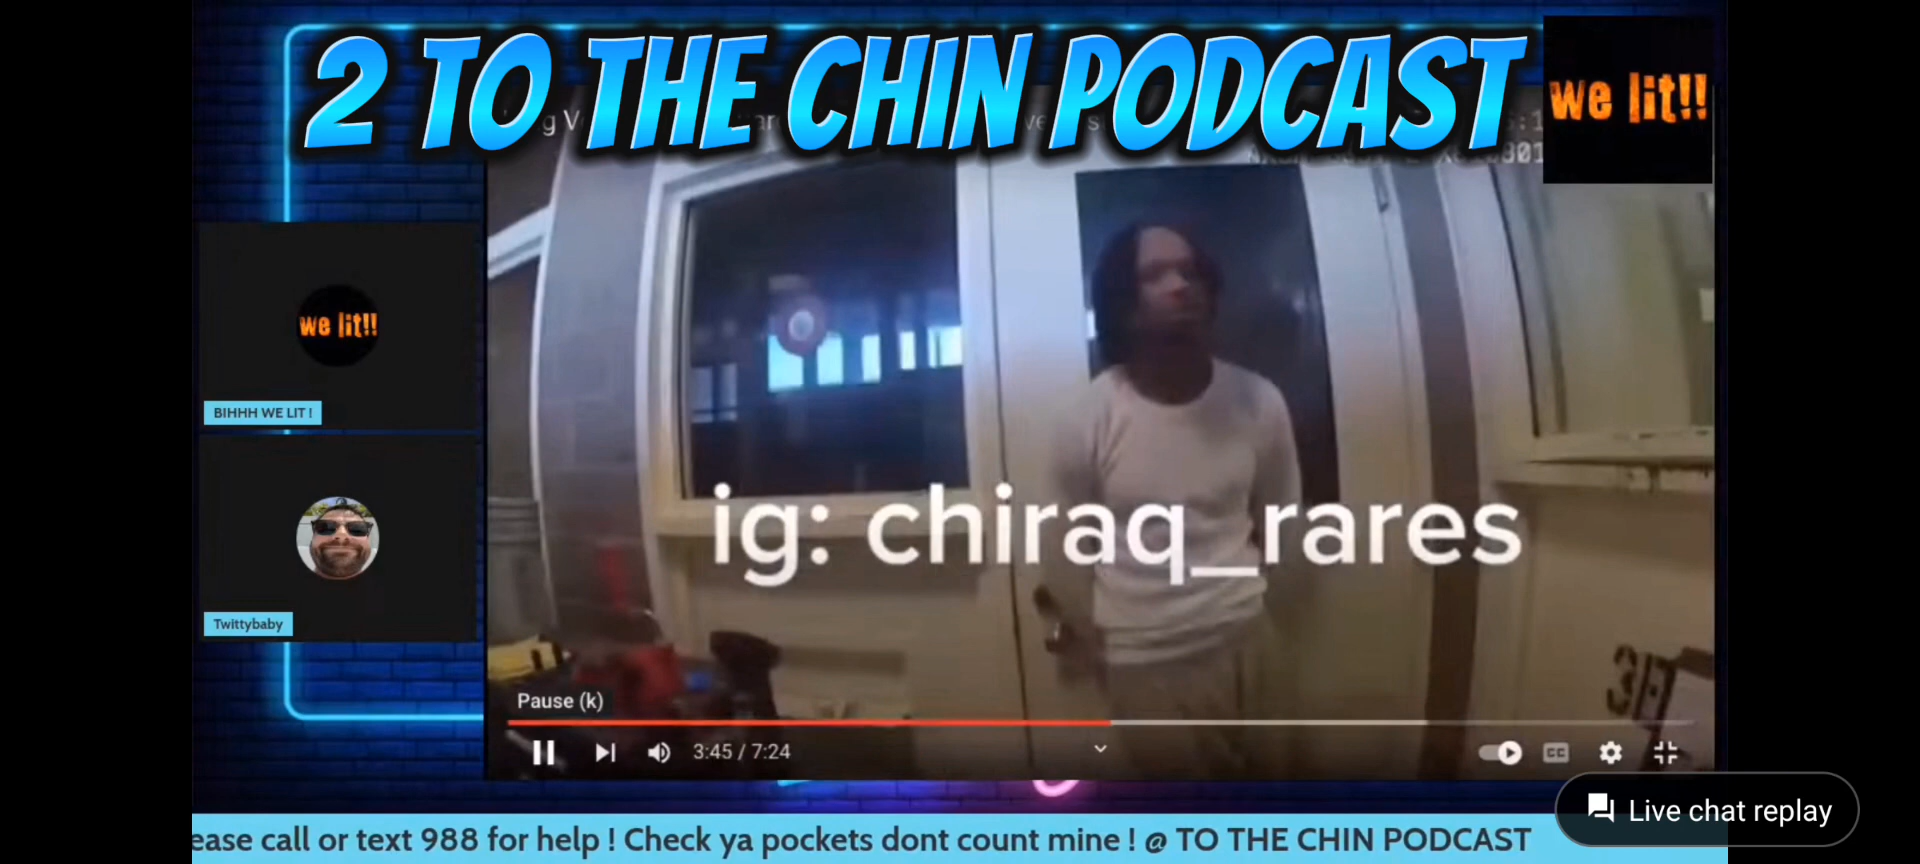 2 TO THE CHIN PODCAST
we lit!!
we lit!!
BIHHH WE LIT !
Twittybaby
ig: chiraq_rares
Pause (k)
3:45 / 7:24
CC
Live chat replay
ease call or text 988 for help ! Check ya pockets dont count mine ! @ TO THE CHIN PODCAST